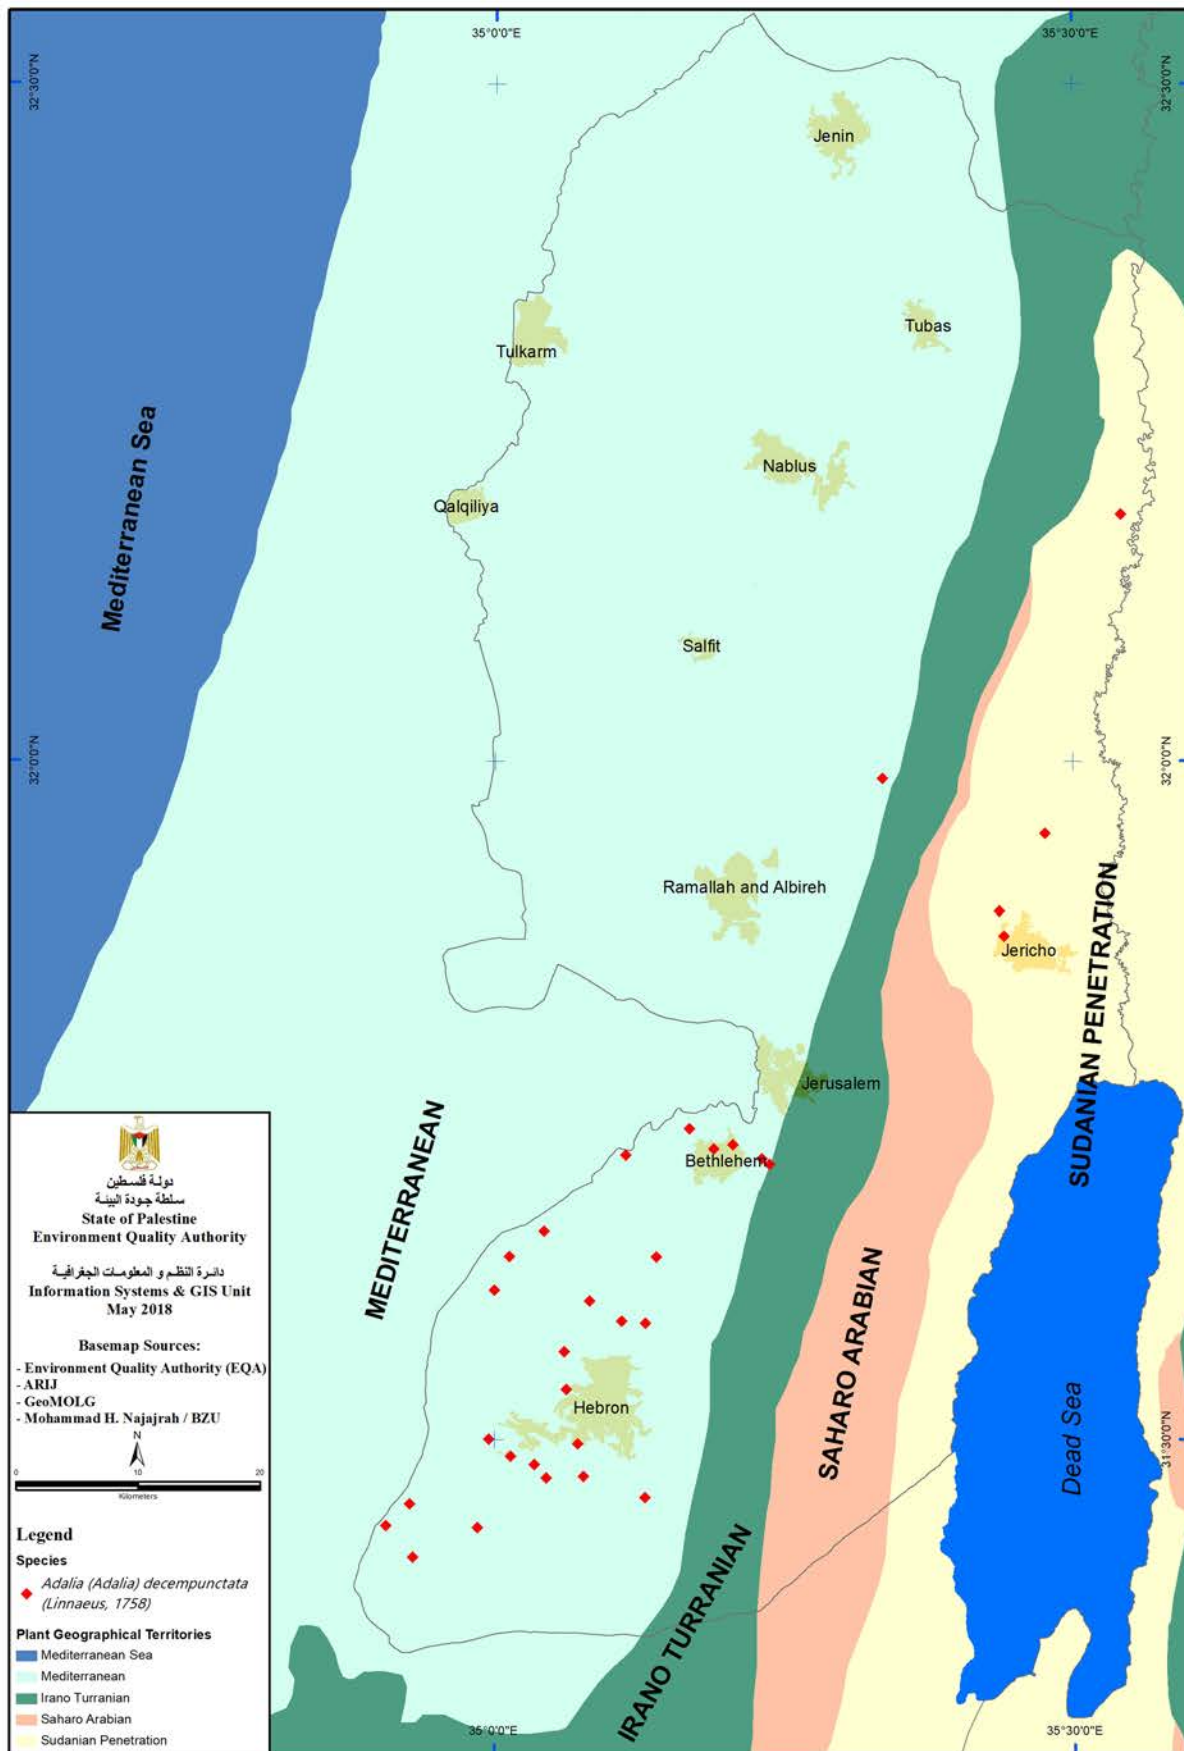 35°0'0"E
35°30'0"E
32°30'0"N
32°30'0"N
Jenin
Tubas
Tulkarm
Mediterranean Sea
Nablus
Qalqiliya
Salfit
32°0'0"N
32°0'0"N
Ramallah and Albireh
Jericho
SUDANIAN PENETRATION
Jerusalem
MEDITERRANEAN
Bethlehem
SAHARO ARABIAN
Hebron
Dead Sea
31°30'0"N
IRANO TURRANIAN
35°0'0"E
35°30'0"E
دولة فلسطين
سلطة جودة البيئة
State of Palestine
Environment Quality Authority
دائرة النظم و المعلومات الجغرافية
Information Systems & GIS Unit
May 2018
Basemap Sources:
- Environment Quality Authority (EQA)
- ARIJ
- GeoMOLG
- Mohammad H. Najajrah / BZU
N
0 10 20
Kilometers
Legend
Species
Adalia (Adalia) decempunctata
(Linnaeus, 1758)
Plant Geographical Territories
Mediterranean Sea
Mediterranean
Irano Turranian
Saharo Arabian
Sudanian Penetration